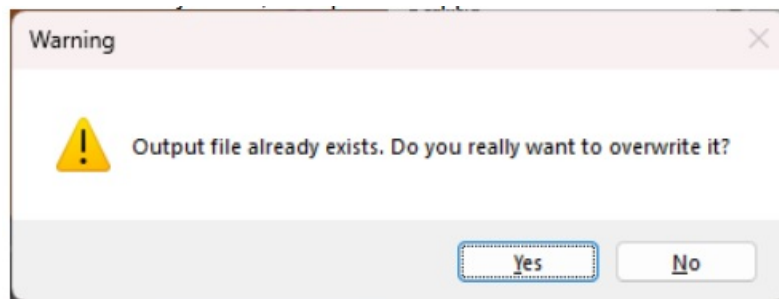 Warning
Output file already exists. Do you really want to overwrite it?
Yes
No